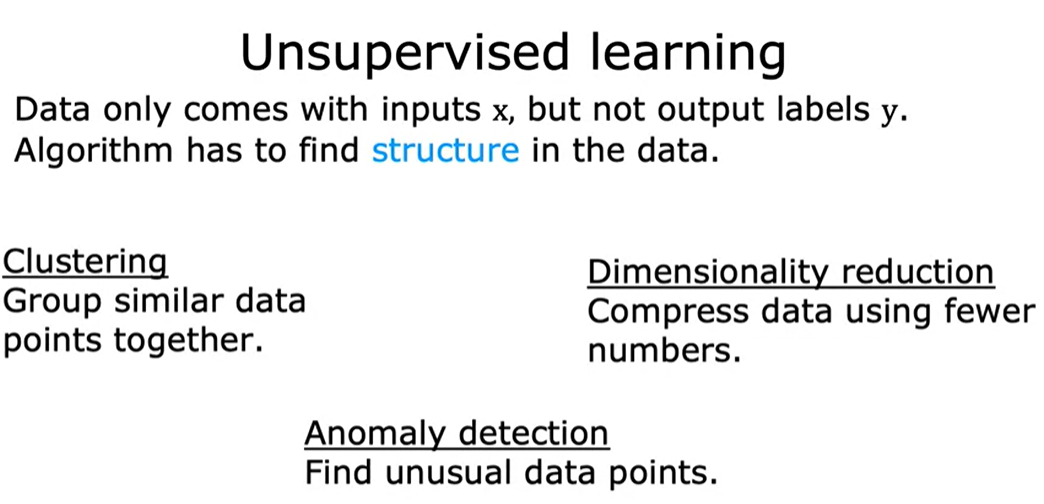 Unsupervised learning
Data only comes with inputs x, but not output labels y.
Algorithm has to find structure in the data.
Clustering
Group similar data
points together.
Dimensionality reduction
Compress data using fewer
numbers.
Anomaly detection
Find unusual data points.